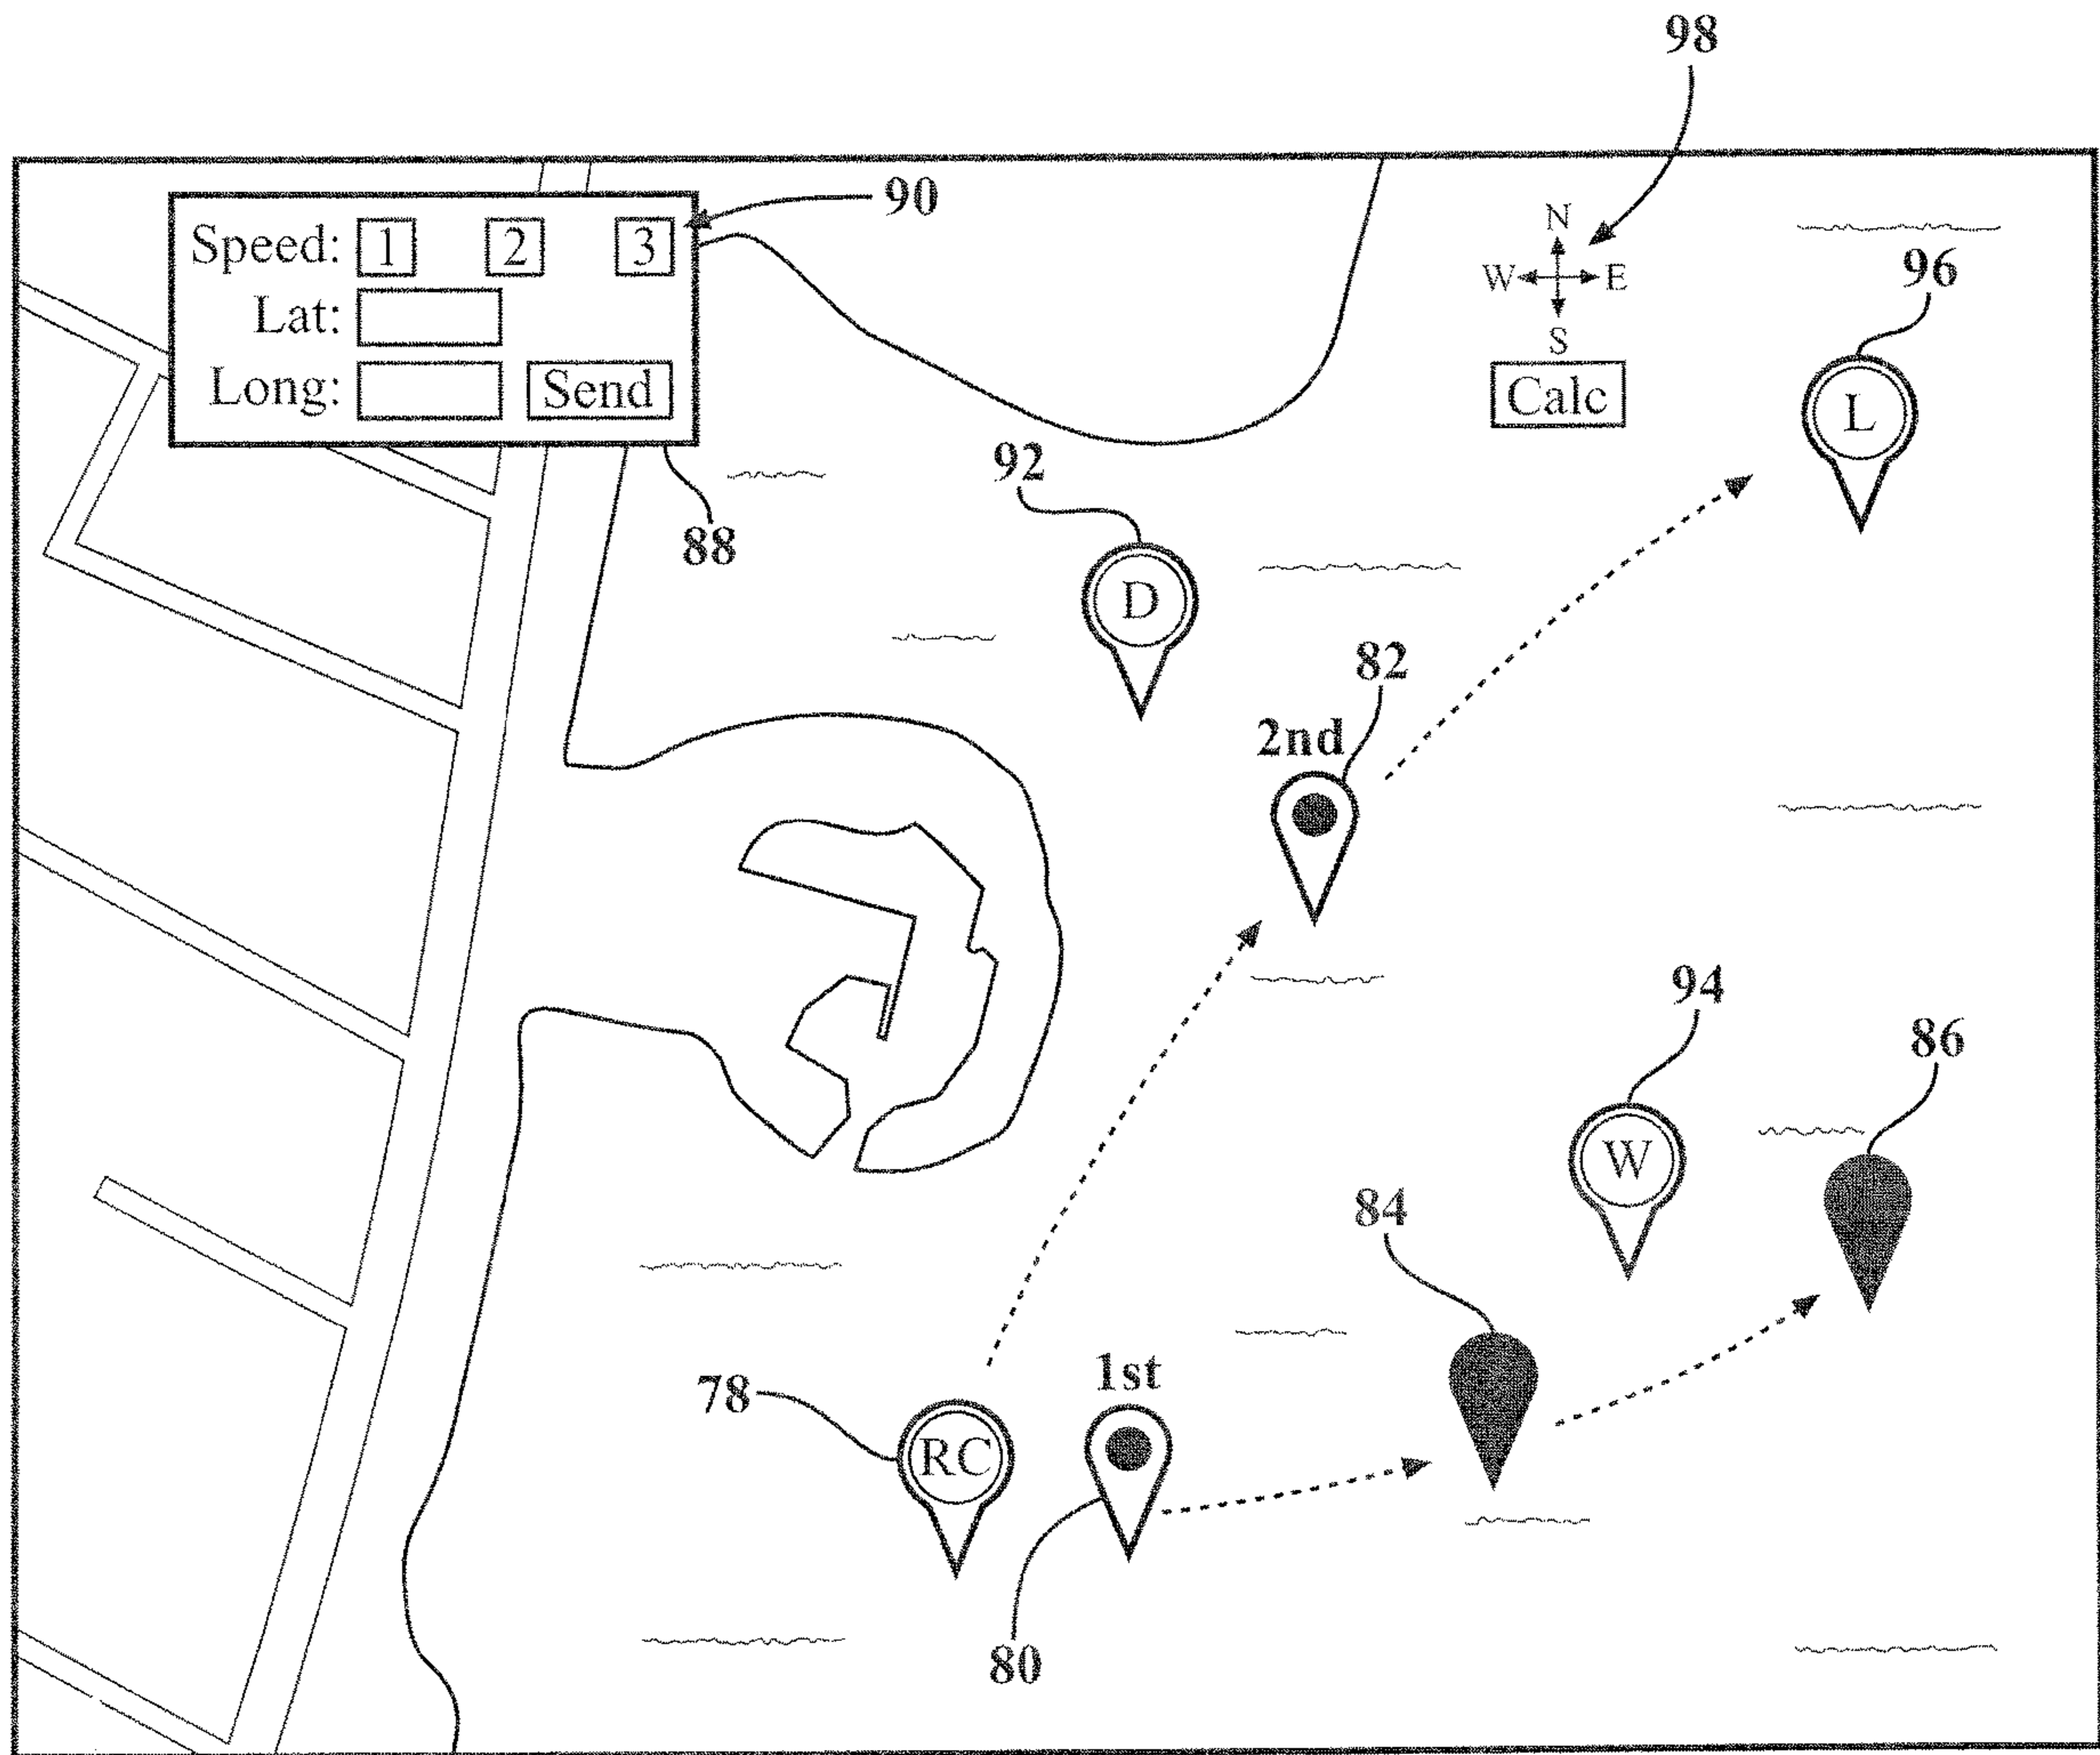 98
90
Speed: 1 2 3
Lat:
Long: Send
88
N
W E
S
Calc
96
L
92
D
82
2nd
94
W
86
84
78
RC
1st
80